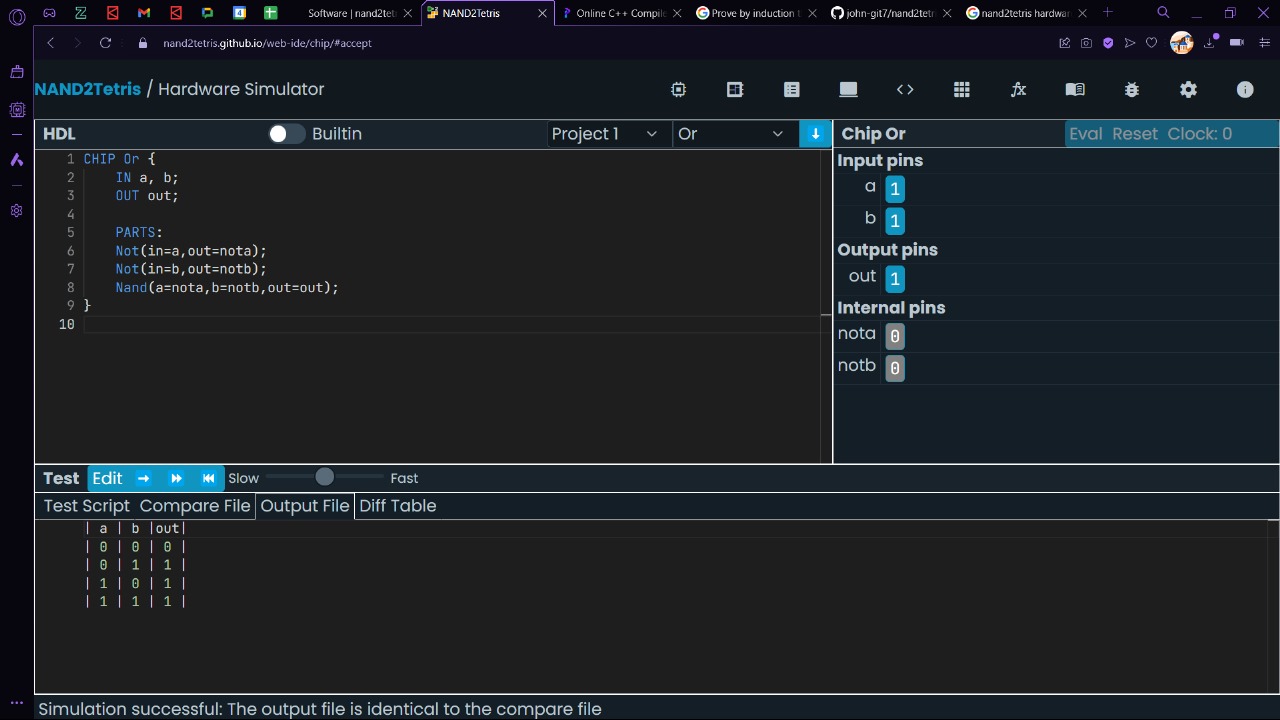 Software | nand2tet
NAND2Tetris
Online C++ Compile
Prove by induction t
john-git7/nand2tetr
nand2tetris hardwar
nand2tetris.github.io/web-ide/chip/#accept
NAND2Tetris / Hardware Simulator
HDL
Builtin
Project 1
Or
Chip Or
Eval Reset Clock: 0
1 CHIP Or {
2 IN a, b;
3 OUT out;
4
5 PARTS:
6 Not(in=a,out=nota);
7 Not(in=b,out=notb);
8 Nand(a=nota,b=notb,out=out);
9 }
10
Input pins
a 1
b 1
Output pins
out 1
Internal pins
nota 0
notb 0
Test Edit Slow Fast
Test Script Compare File Output File Diff Table
| a | b |out|
| 0 | 0 | 0 |
| 0 | 1 | 1 |
| 1 | 0 | 1 |
| 1 | 1 | 1 |
Simulation successful: The output file is identical to the compare file